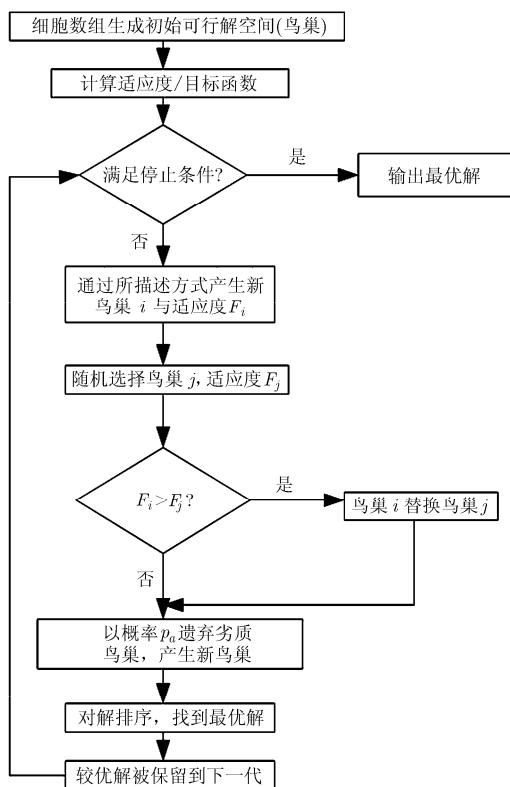 细胞数组生成初始可行解空间(鸟巢)
计算适应度/目标函数
满足停止条件?
是
输出最优解
否
通过所描述方式产生新
鸟巢 i 与适应度Fi
随机选择鸟巢 j,适应度Fj
Fi>Fj?
是
鸟巢 i 替换鸟巢 j
否
以概率pa遗弃劣质
鸟巢，产生新鸟巢
对解排序，找到最优解
较优解被保留到下一代